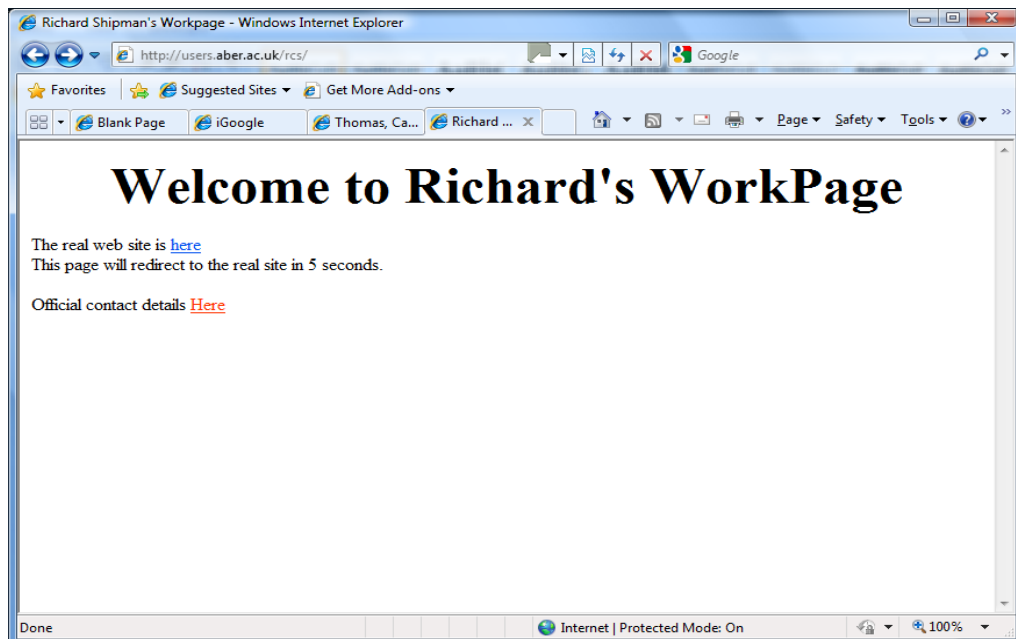 Richard Shipman's Workpage - Windows Internet Explorer
http://users.aber.ac.uk/rcs/ Google
Favorites Suggested Sites Get More Add-ons
Blank Page iGoogle Thomas, Ca... Richard ... Page Safety Tools
Welcome to Richard's WorkPage
The real web site is here
This page will redirect to the real site in 5 seconds.
Official contact details Here
Done Internet | Protected Mode: On 100%